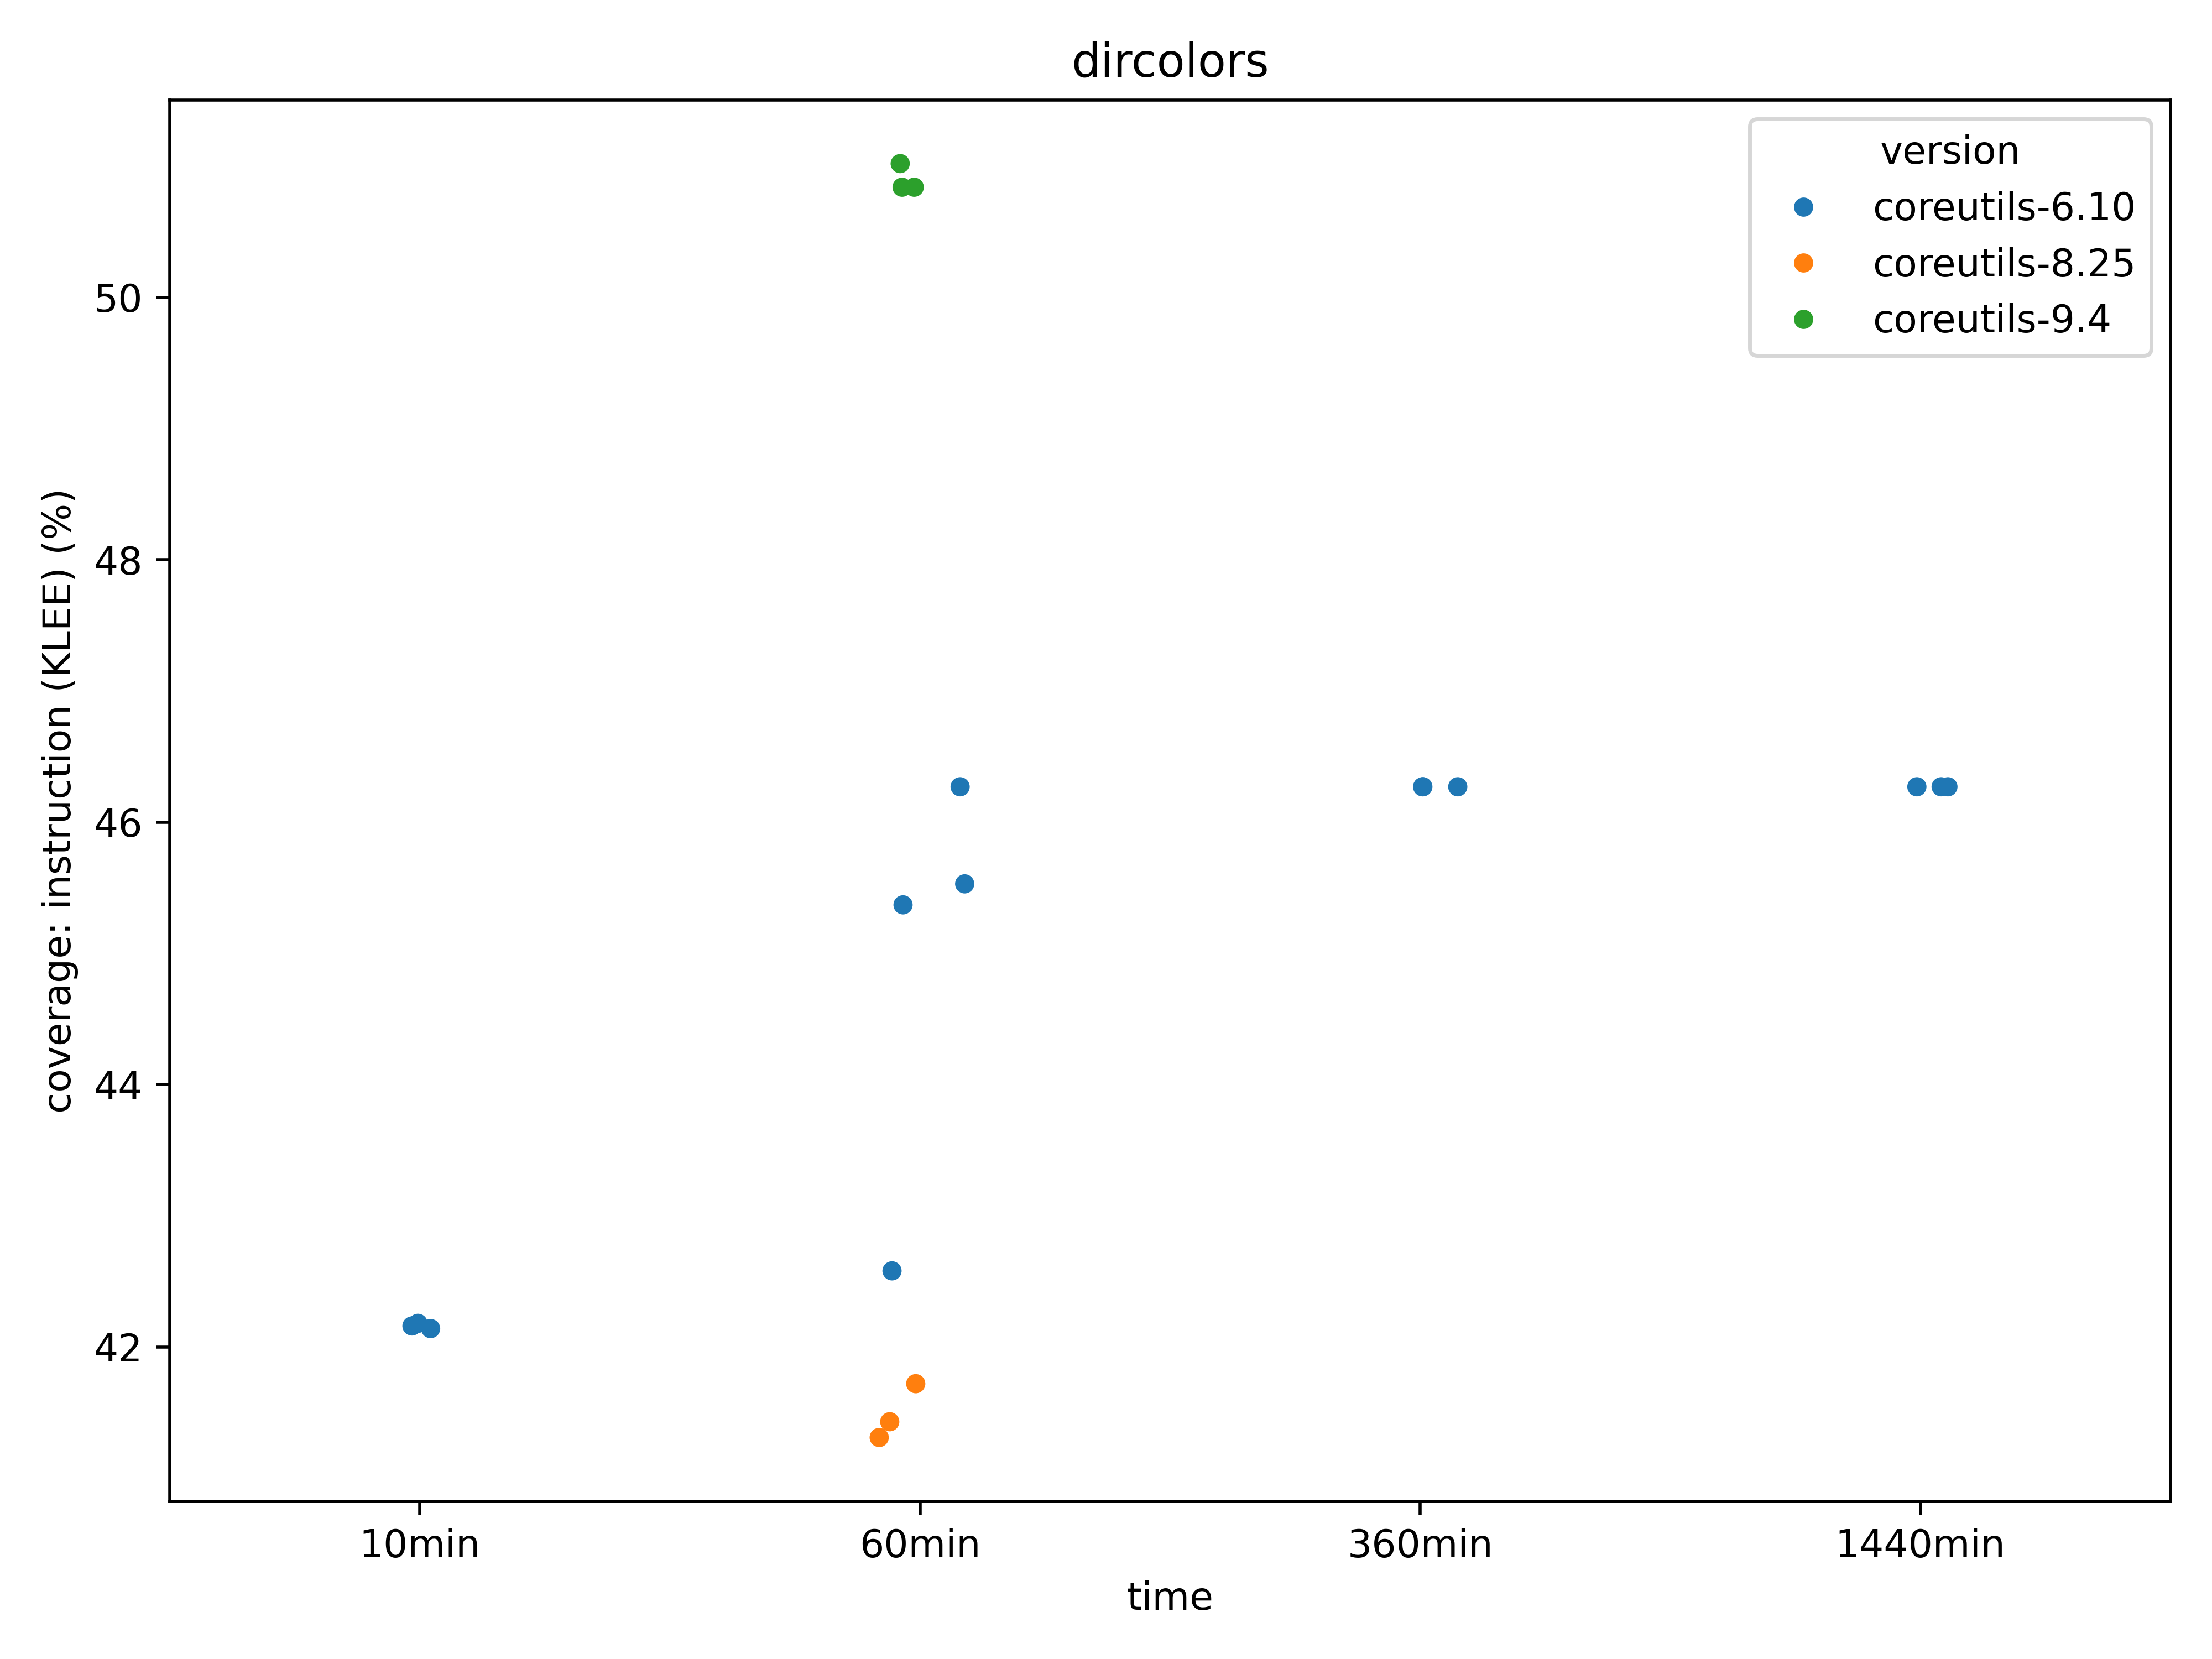 dircolors
version
coreutils-6.10
coreutils-8.25
coreutils-9.4
coverage: instruction (KLEE) (%)
50
48
46
44
42
10min 60min 360min 1440min
time